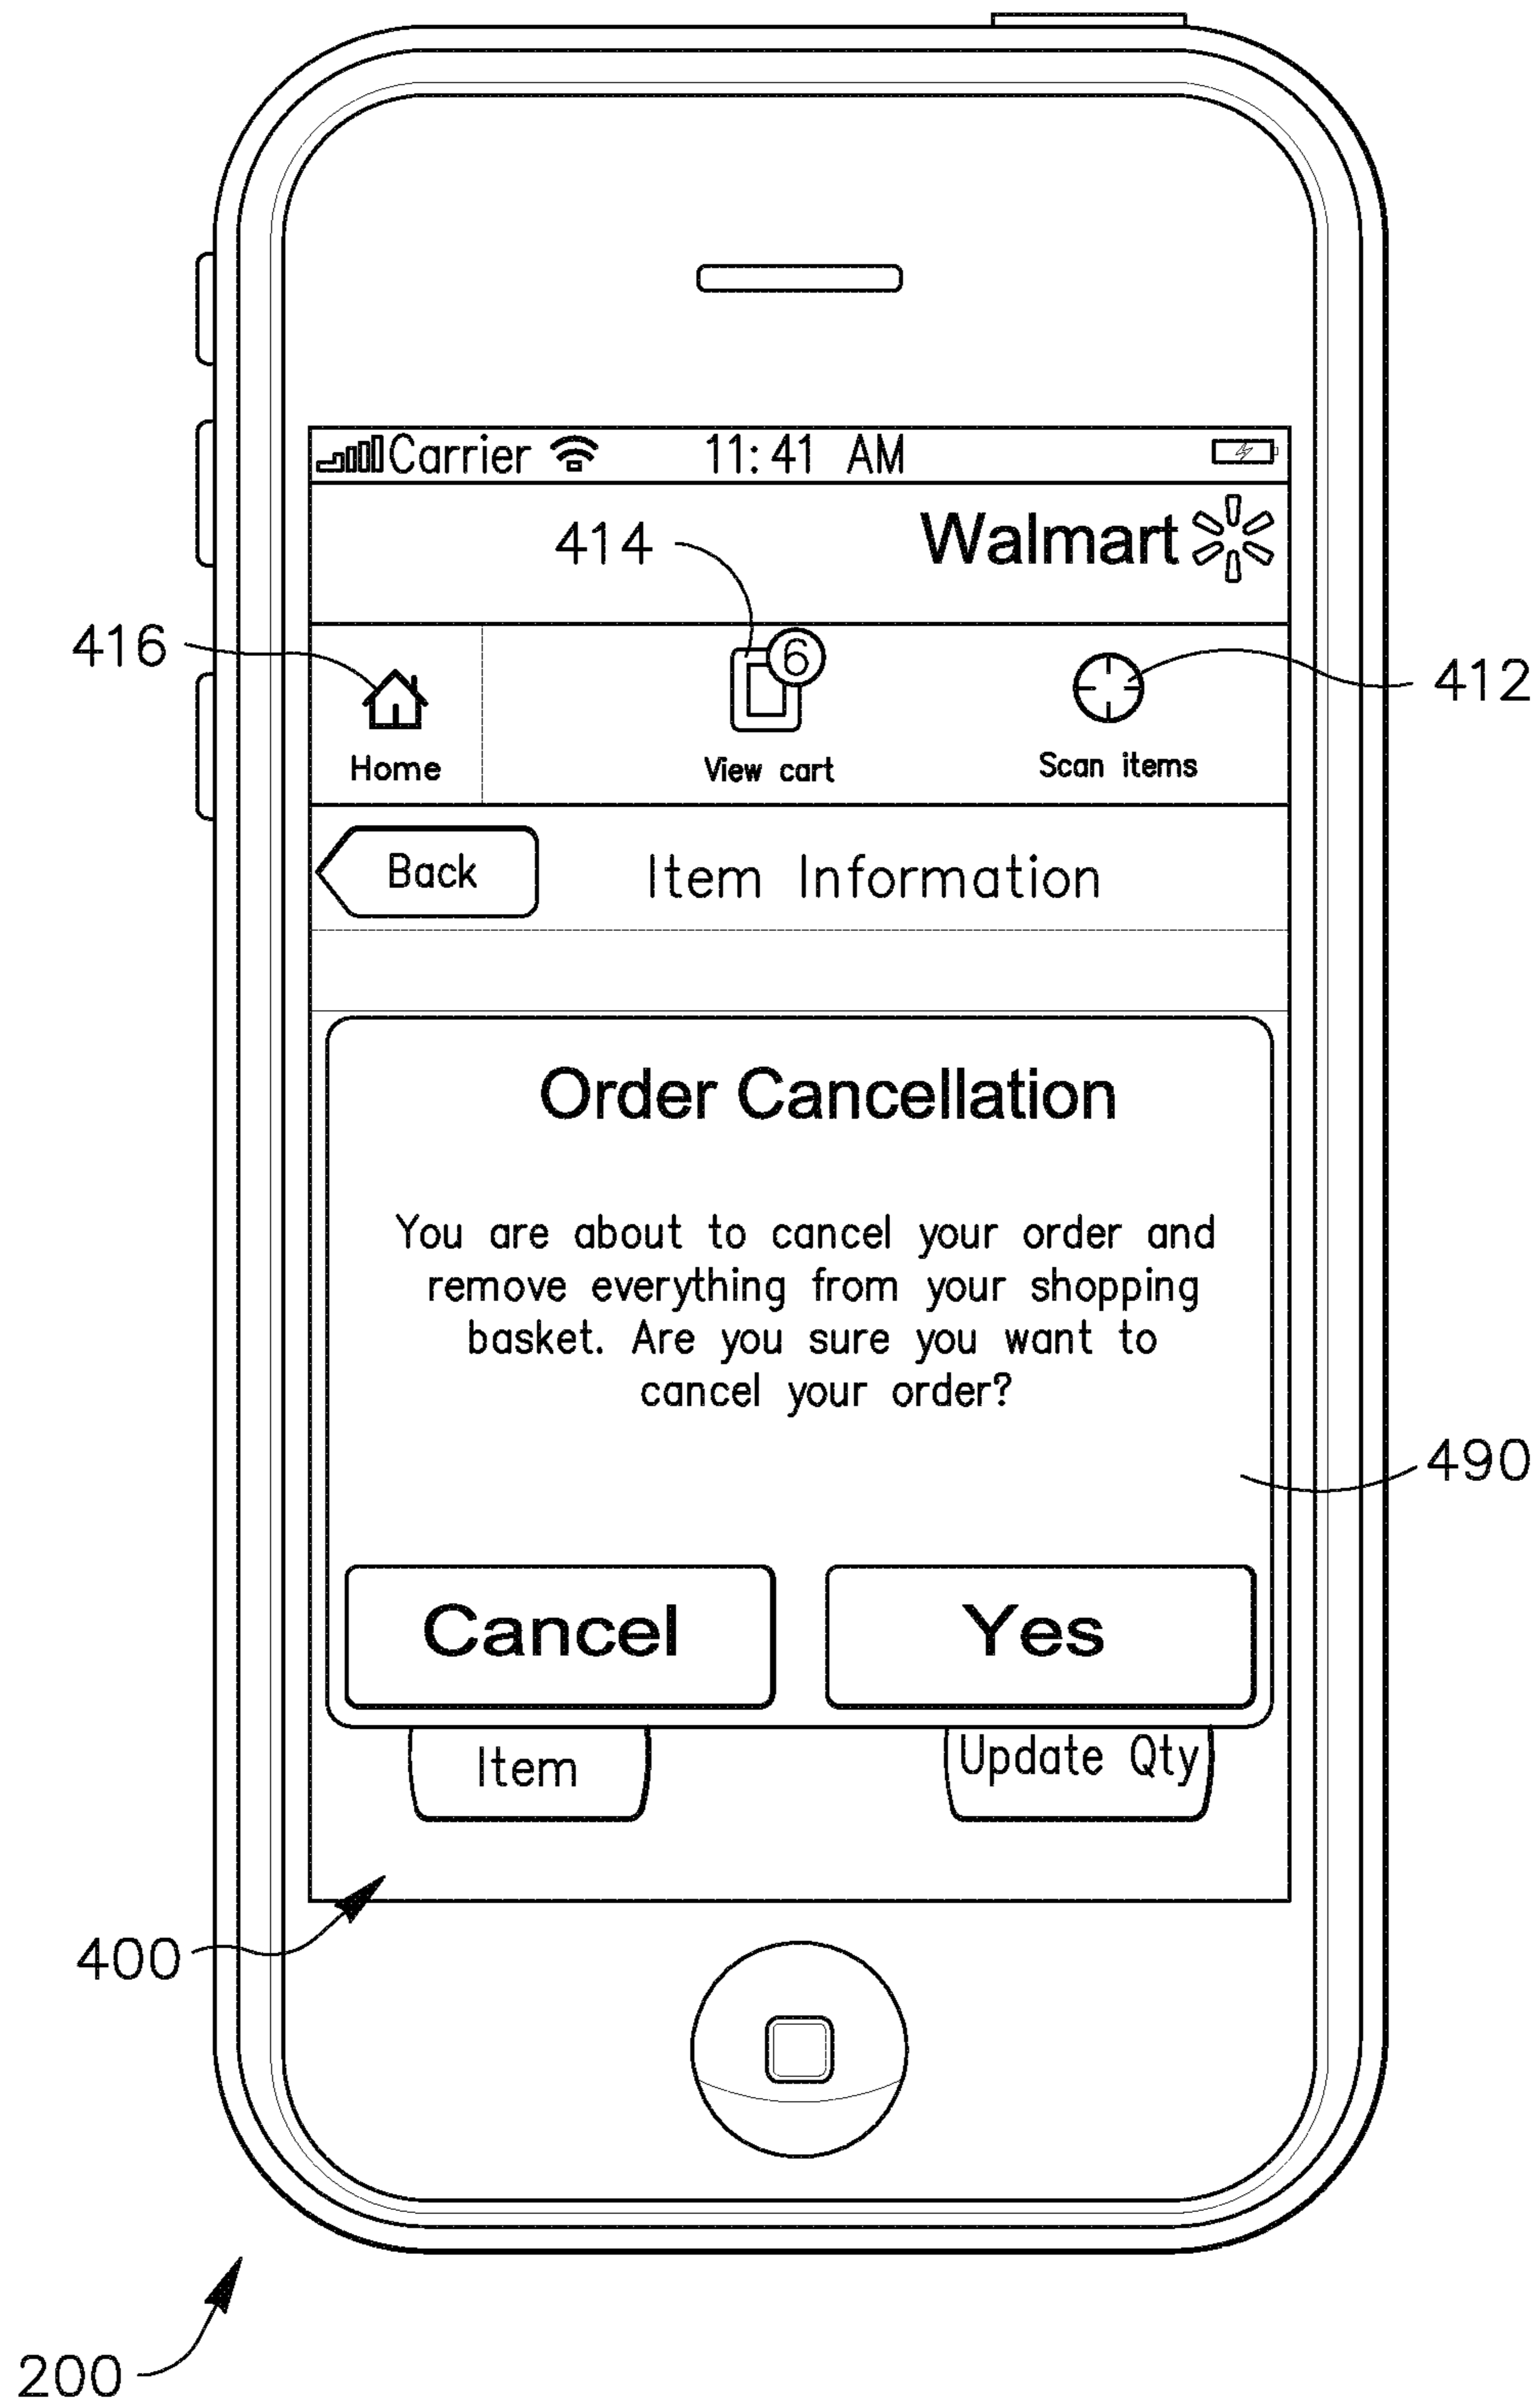 Carrier 11:41 AM
414 Walmart
416
6
412
Home View cart Scan items
Back Item Information
Order Cancellation
You are about to cancel your order and
remove everything from your shopping
basket. Are you sure you want to
cancel your order?
490
Cancel Yes
Item Update Qty
400
200